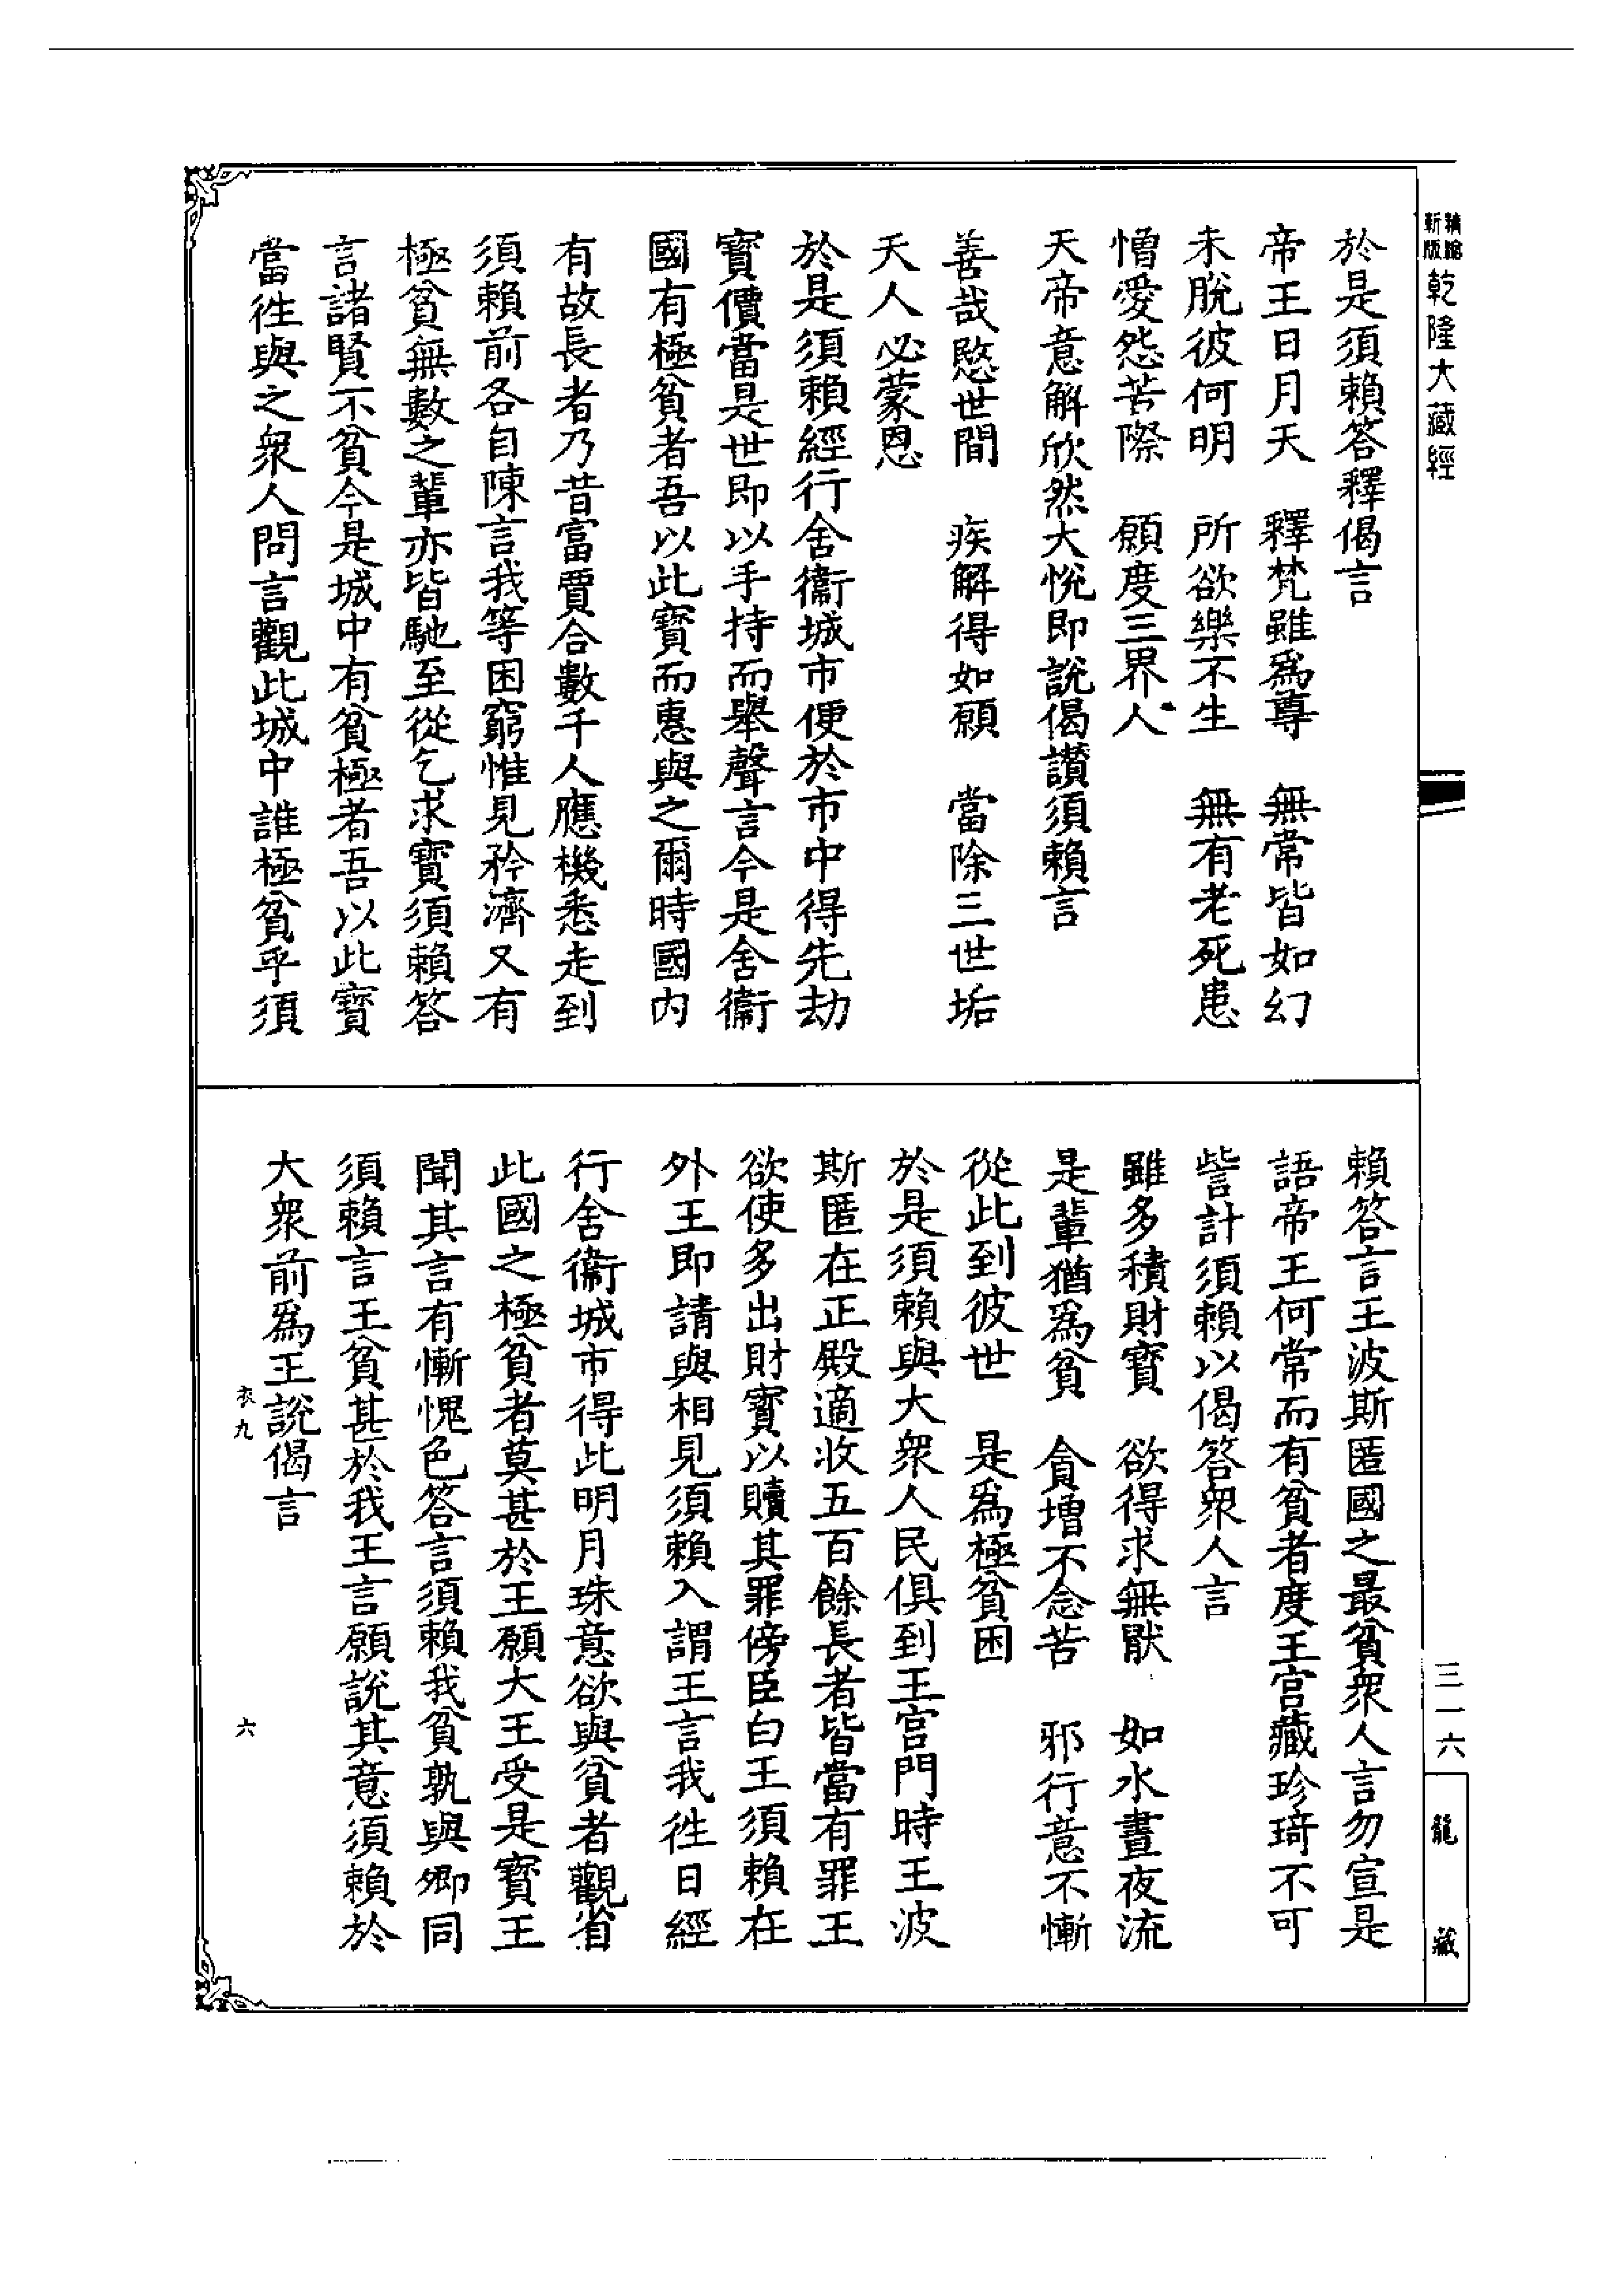 新版 精縮 乾隆大藏經
於是須賴答釋偈言
帝王日月天　釋梵雖爲尊　無常皆如幻
未脫彼何明　所欲樂不生　無有老死患
憎愛怨苦際　願度三界人
天帝意解欣然大悅即說偈讚須賴言
善哉愍世間　疾解得如願　當除三世垢
天人必蒙恩
於是須賴經行舍衞城市便於市中得先劫
寶價當是世即以手持而舉聲言今是舍衞
國有極貧者吾以此寶而惠與之爾時國內
有故長者乃昔富賈合數千人應機悉走到
須賴前各自陳言我等困窮惟見矜濟又有
極貧無數之輩亦皆馳至從乞求寶須賴答
言諸賢不貧今是城中有貧極者吾以此寶
當徃與之衆人問言觀此城中誰極貧乎須
賴答言王波斯匿國之最貧衆人言勿宣是
語帝王何常而有貧者度王宮藏珍琦不可
訾計須賴以偈答衆人言
雖多積財寶　欲得求無猒　如水晝夜流
是輩猶爲貧　貪增不念苦　邪行意不慚
從此到彼世　是爲極貧困
於是須賴與大衆人民俱到王宮門時王波
斯匿在正殿適收五百餘長者皆當有罪王
欲使多出財寶以贖其罪傍臣白王須賴在
外王即請與相見須賴入謂王言我徃日經
行舍衞城市得此明月珠意欲與貧者觀省
此國之極貧者莫甚於王願大王受是寶王
聞其言有慚愧色答言須賴我貧孰與卿同
須賴言王貧甚於我王言願說其意須賴於
大衆前爲王說偈言
衣九
六
三一六
龍藏